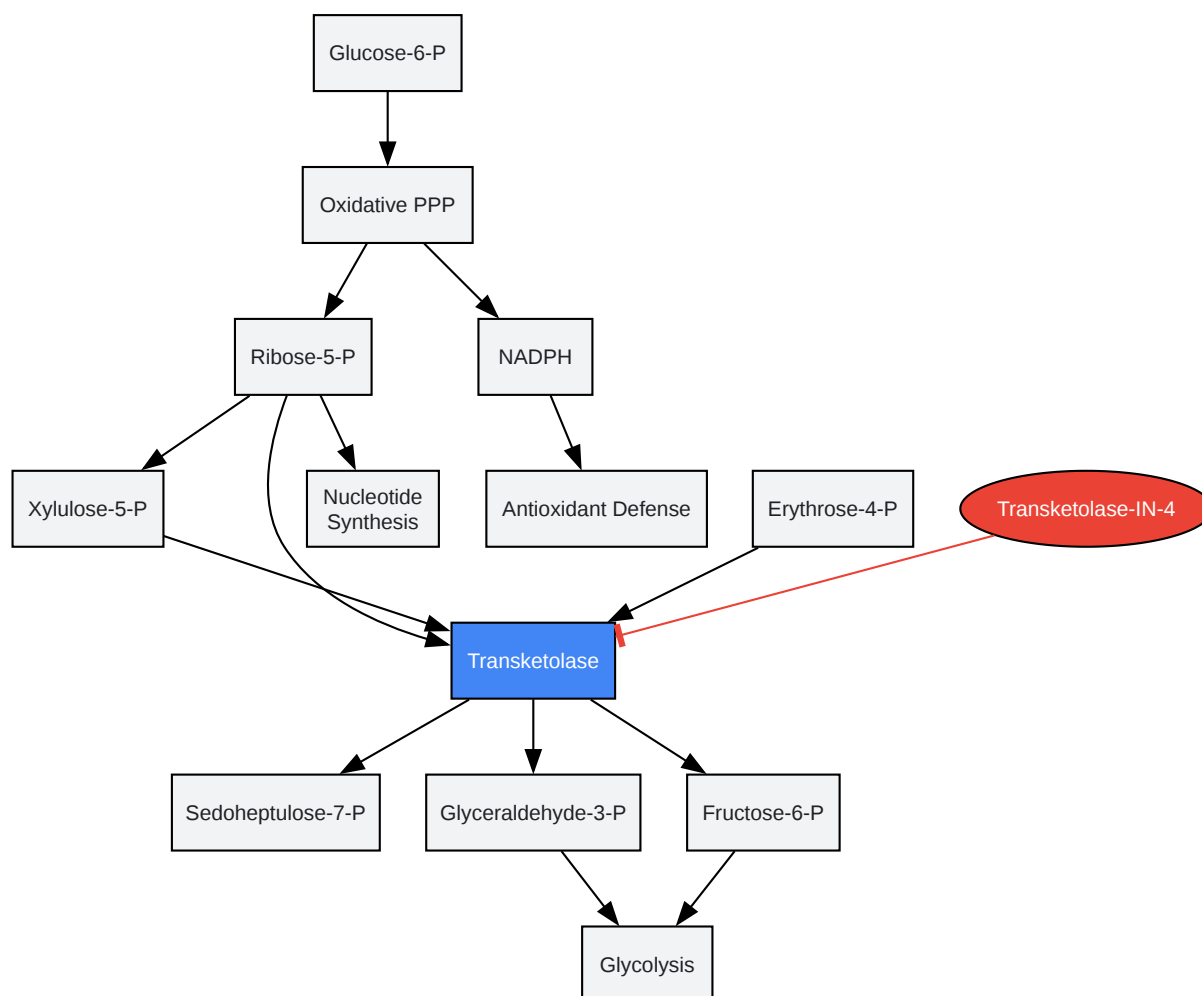 Glucose-6-P
Oxidative PPP
Ribose-5-P
NADPH
Xylulose-5-P
Nucleotide
Synthesis
Antioxidant Defense
Erythrose-4-P
Transketolase-IN-4
Transketolase
Sedoheptulose-7-P
Glyceraldehyde-3-P
Fructose-6-P
Glycolysis